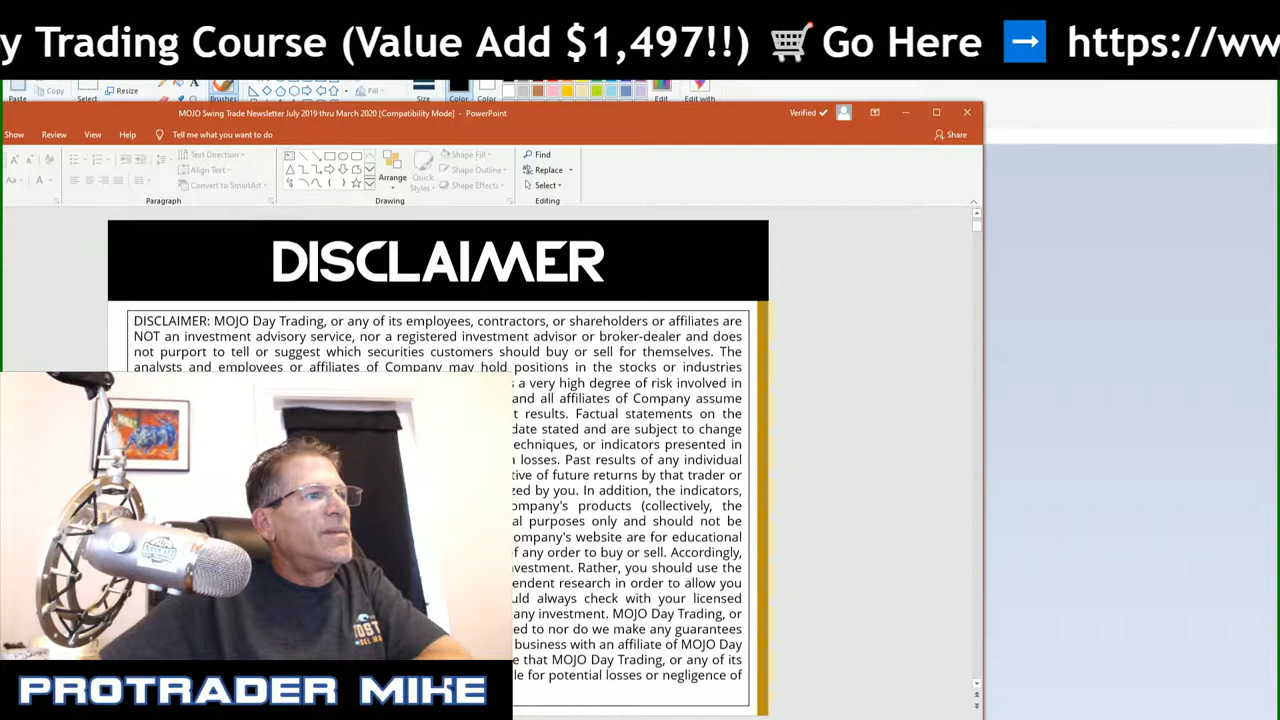 y Trading Course (Value Add $1,497!!) 🛒 Go Here ➡ https://ww
Paste Copy Select Resize Brushes Fill Size Color Color Edit Edit with
MOJO Swing Trade Newsletter July 2019 thru March 2020 [Compatibility Mode] - PowerPoint
Verified
Show Review View Help Tell me what you want to do Share
Text Direction
Align Text
Convert to SmartArt
Arrange
Quick Styles
Shape Fill
Shape Outline
Shape Effects
Find
Replace
Select
Paragraph Drawing Editing
DISCLAIMER
DISCLAIMER: MOJO Day Trading, or any of its employees, contractors, or shareholders or affiliates are
NOT an investment advisory service, nor a registered investment advisor or broker-dealer and does
not purport to tell or suggest which securities customers should buy or sell for themselves. The
analysts and employees or affiliates of Company may hold positions in the stocks or industries
s a very high degree of risk involved in
and all affiliates of Company assume
t results. Factual statements on the
date stated and are subject to change
echniques, or indicators presented in
n losses. Past results of any individual
tive of future returns by that trader or
zed by you. In addition, the indicators,
ompany's products (collectively, the
al purposes only and should not be
ompany's website are for educational
f any order to buy or sell. Accordingly,
nvestment. Rather, you should use the
endent research in order to allow you
uld always check with your licensed
any investment. MOJO Day Trading, or
ed to nor do we make any guarantees
business with an affiliate of MOJO Day
e that MOJO Day Trading, or any of its
le for potential losses or negligence of
PROTRADER MIKE